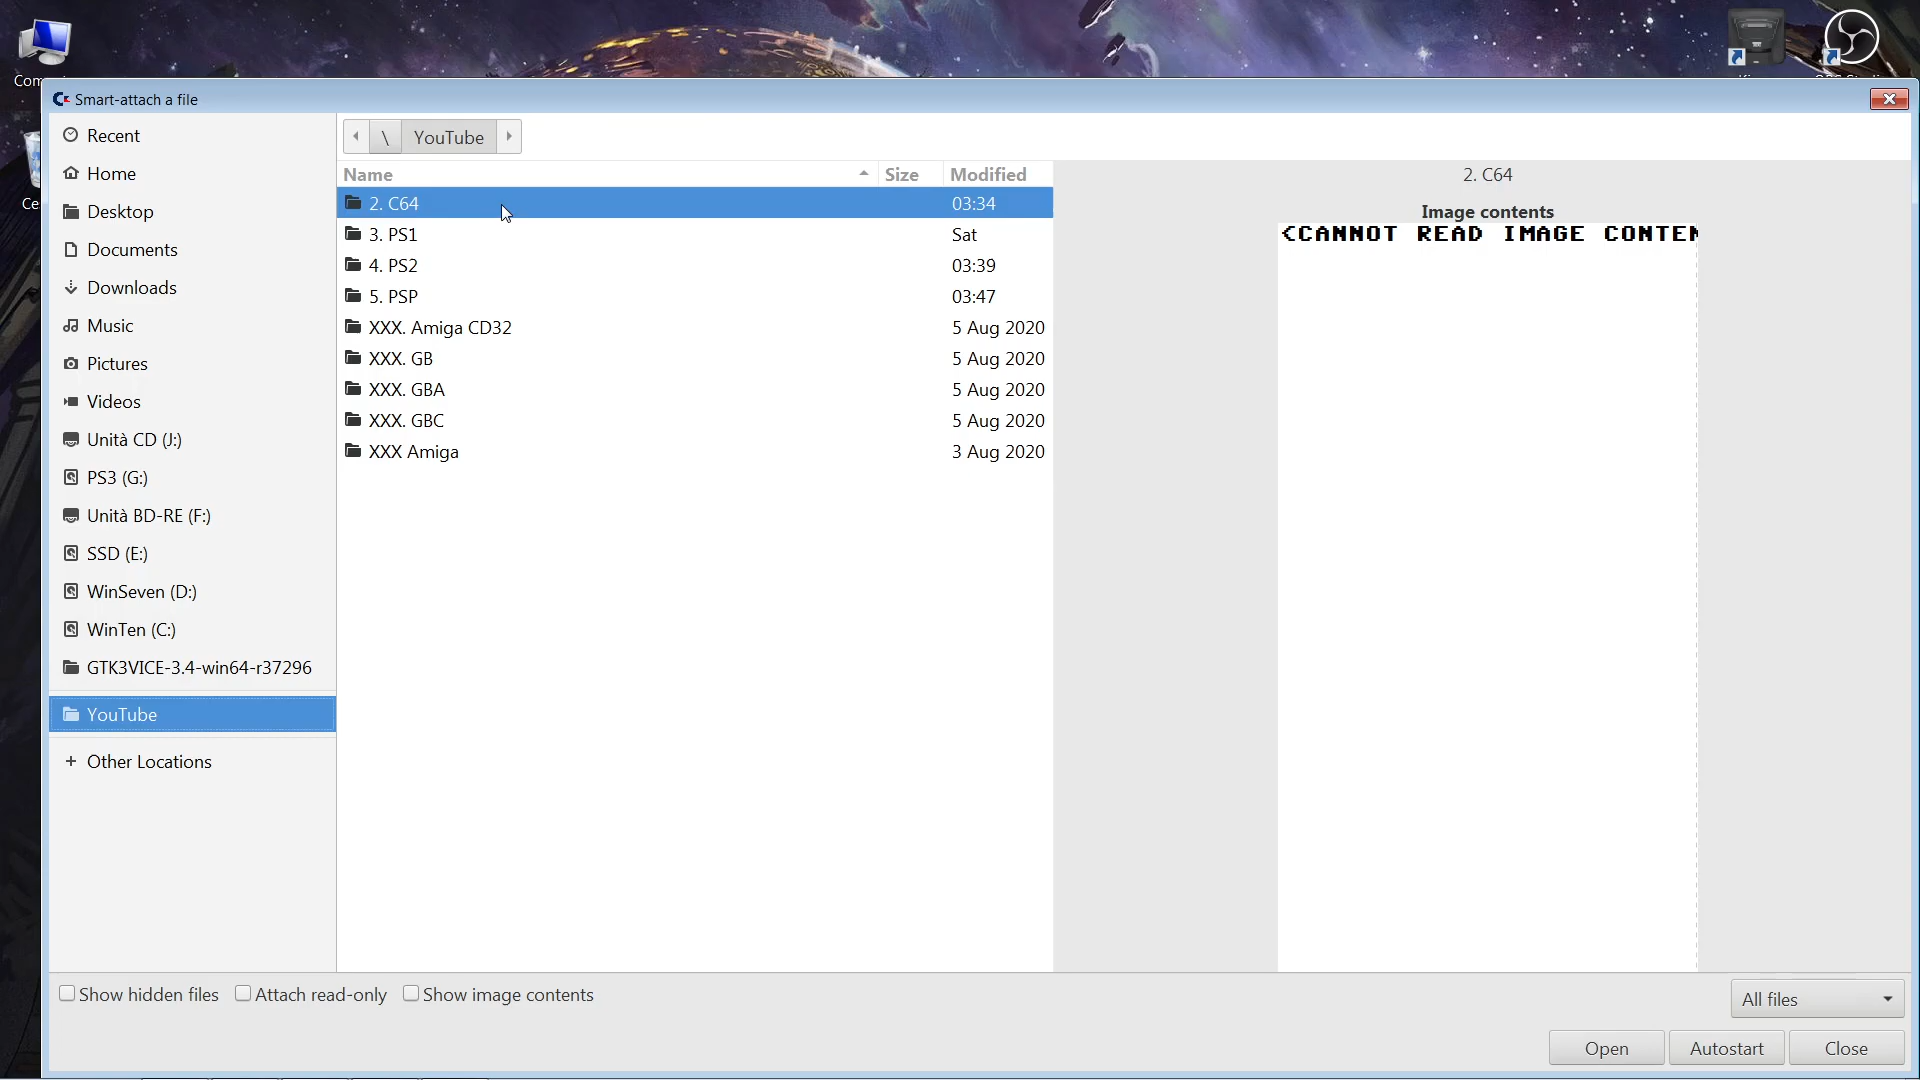 Smart-attach a file
Recent
Home
Desktop
Documents
Downloads
Music
Pictures
Videos
Unità CD (J:)
PS3 (G:)
Unità BD-RE (F:)
SSD (E:)
WinSeven (D:)
WinTen (C:)
GTK3VICE-3.4-win64-r37296
YouTube
+ Other Locations
\ YouTube
Name Size Modified
2. C64 03:34
3. PS1 Sat
4. PS2 03:39
5. PSP 03:47
XXX. Amiga CD32 5 Aug 2020
XXX. GB 5 Aug 2020
XXX. GBA 5 Aug 2020
XXX. GBC 5 Aug 2020
XXX Amiga 3 Aug 2020
2. C64
Image contents
<CANNOT READ IMAGE CONTEN
Show hidden files Attach read-only Show image contents
All files
Open Autostart Close